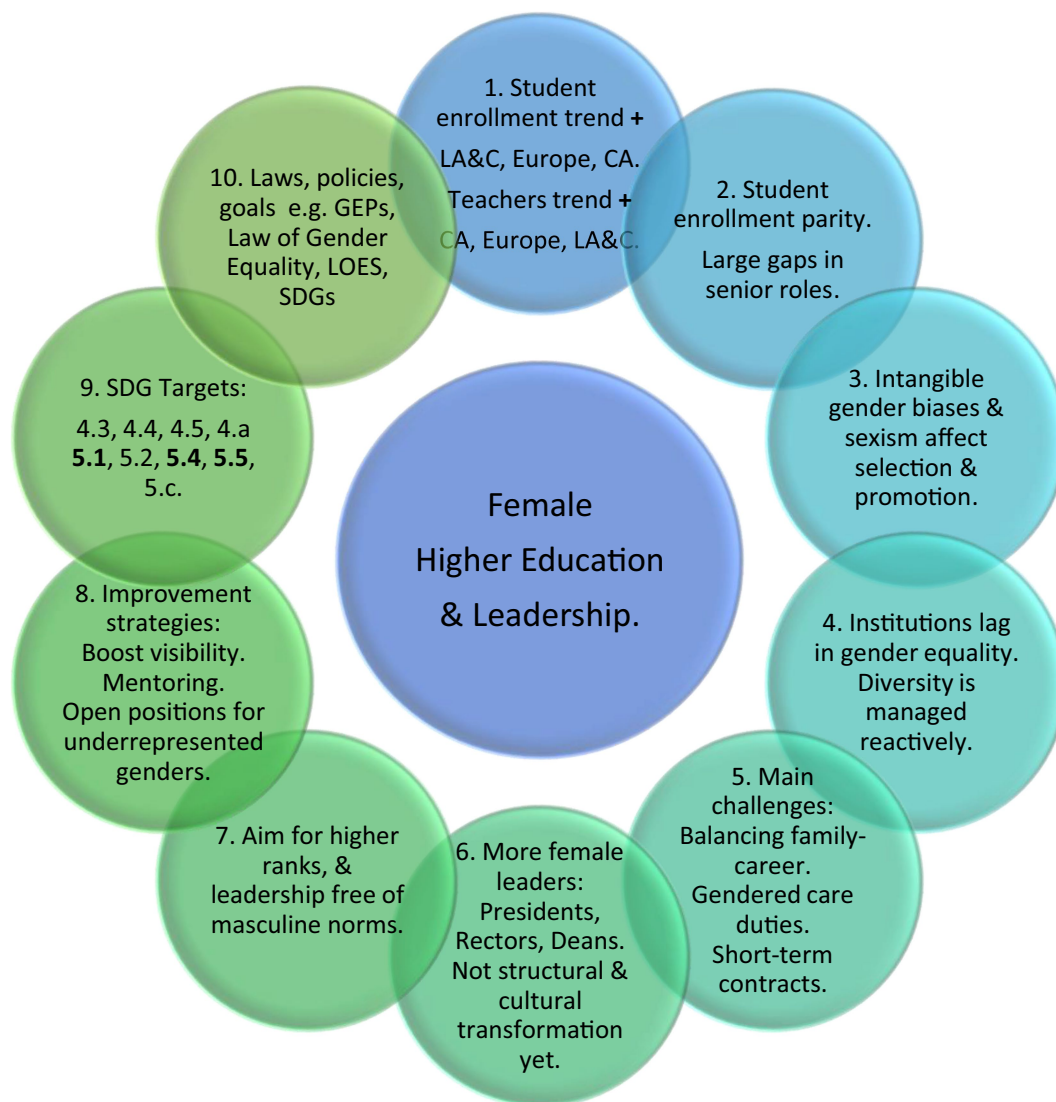 Female
Higher Education
& Leadership.
1. Student
enrollment trend +
LA&C, Europe, CA.
Teachers trend +
CA, Europe, LA&C.
2. Student
enrollment parity.
Large gaps in
senior roles.
3. Intangible
gender biases &
sexism affect
selection &
promotion.
4. Institutions lag
in gender equality.
Diversity is
managed
reactively.
5. Main
challenges:
Balancing family-
career.
Gendered care
duties.
Short-term
contracts.
6. More female
leaders:
Presidents,
Rectors, Deans.
Not structural &
cultural
transformation
yet.
7. Aim for higher
ranks, &
leadership free of
masculine norms.
8. Improvement
strategies:
Boost visibility.
Mentoring.
Open positions for
underrepresented
genders.
9. SDG Targets:
4.3, 4.4, 4.5, 4.a
5.1, 5.2, 5.4, 5.5,
5.c.
10. Laws, policies,
goals e.g. GEPs,
Law of Gender
Equality, LOES,
SDGs